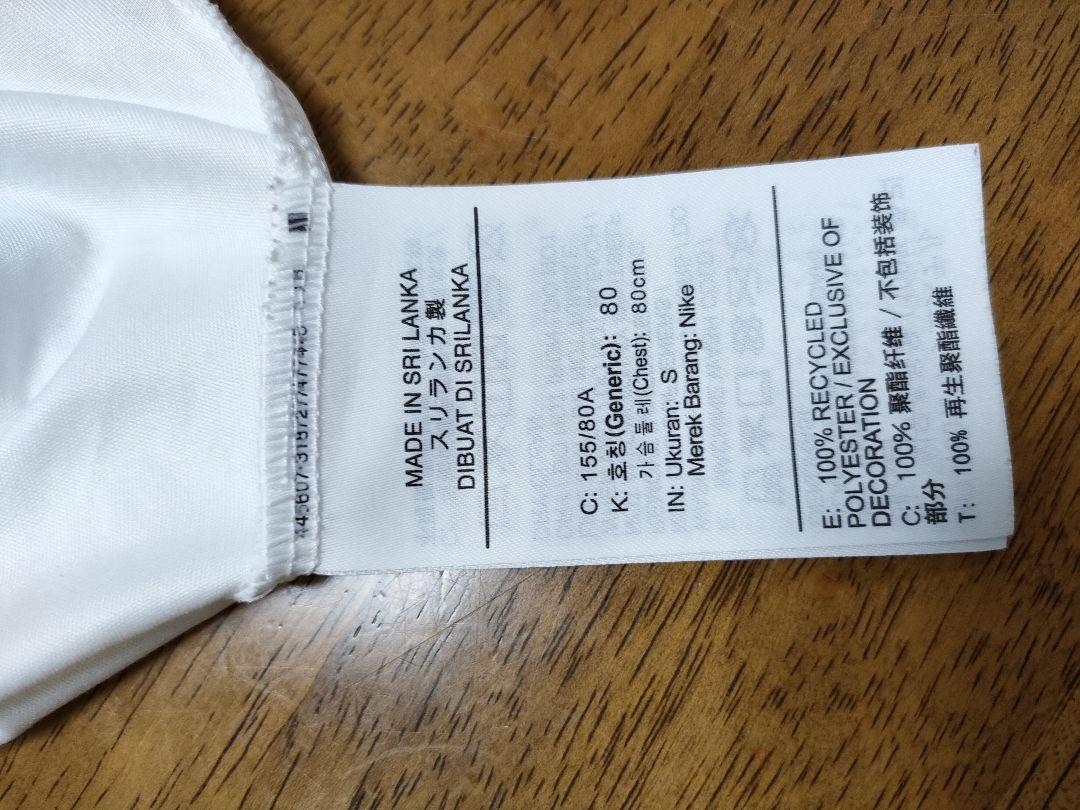 MADE IN SRI LANKA
スリランカ製
DIBUAT DI SRILANKA
C: 155/80A
K: 호칭(Generic): 80
가슴둘레(Chest): 80cm
IN: Ukuran: S
Merek Barang: Nike
E: 100% RECYCLED
POLYESTER / EXCLUSIVE OF
DECORATION
C: 100% 聚酯纤维 / 不包括装饰
部分
T: 100% 再生聚酯纖維